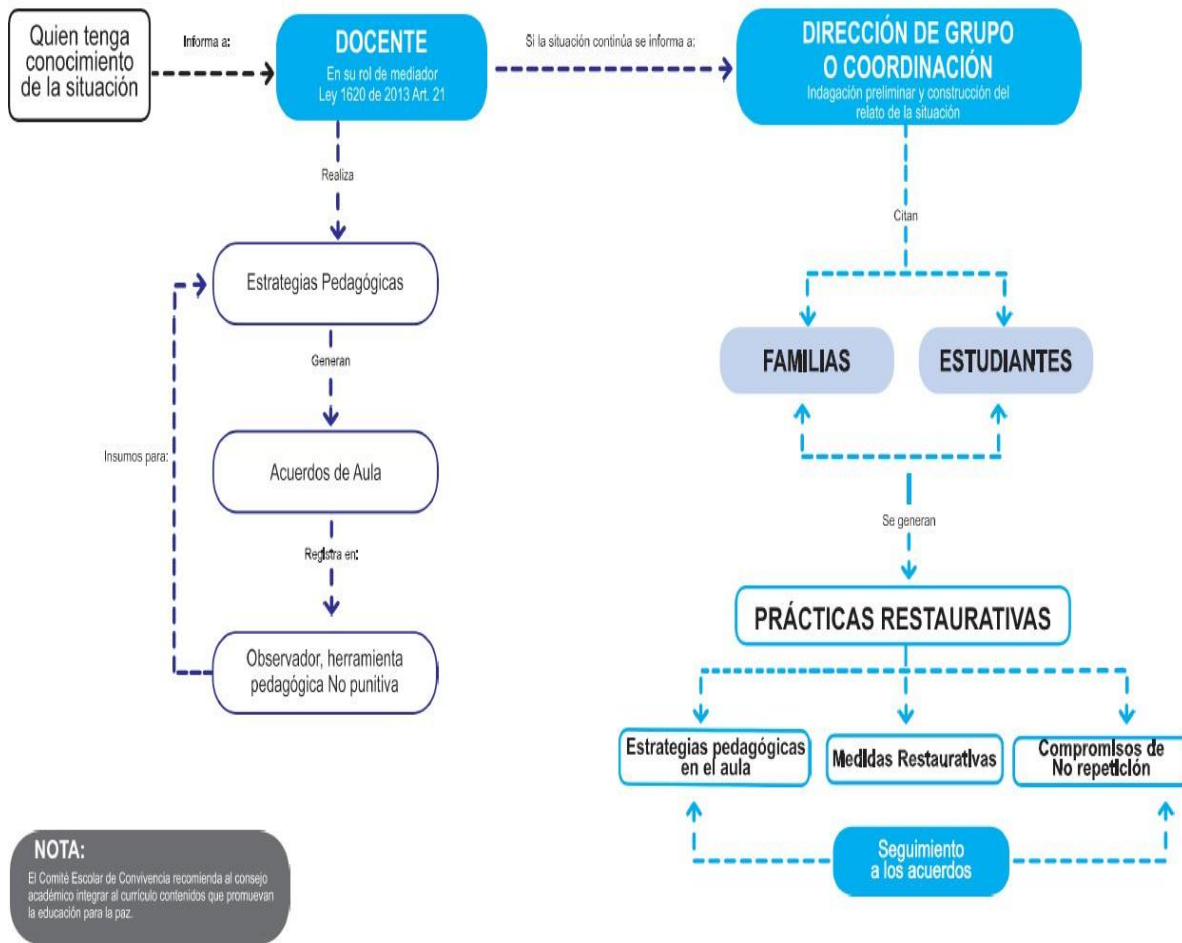 Quien tenga
conocimiento
de la situación
Informa a:
DOCENTE
En su rol de mediador
Ley 1620 de 2013 Art. 21
Si la situación continúa se informa a:
DIRECCIÓN DE GRUPO
O COORDINACIÓN
Indagación preliminar y construcción del
relato de la situación
Realiza
Estrategias Pedagógicas
Generan
Acuerdos de Aula
Registra en:
Observador, herramienta
pedagógica No punitiva
Insumos para:
Citan
FAMILIAS
ESTUDIANTES
Se generan
PRÁCTICAS RESTAURATIVAS
Estrategias pedagógicas
en el aula
Medidas Restaurativas
Compromisos de
No repetición
Seguimiento
a los acuerdos
NOTA:
El Comité Escolar de Convivencia recomienda al consejo
académico integrar al currículo contenidos que promuevan
la educación para la paz.